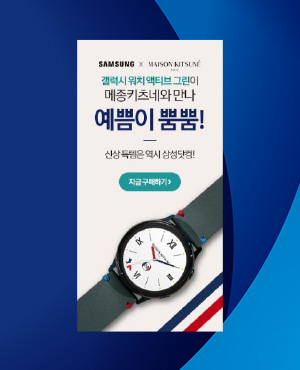 SAMSUNG X MAISON KITSUNÉ
갤럭시 워치 액티브 그린이
메종키츠네와 만나
예쁨이 뿜뿜!
신상 득템은 역시 삼성닷컴!
지금 구매하기 >